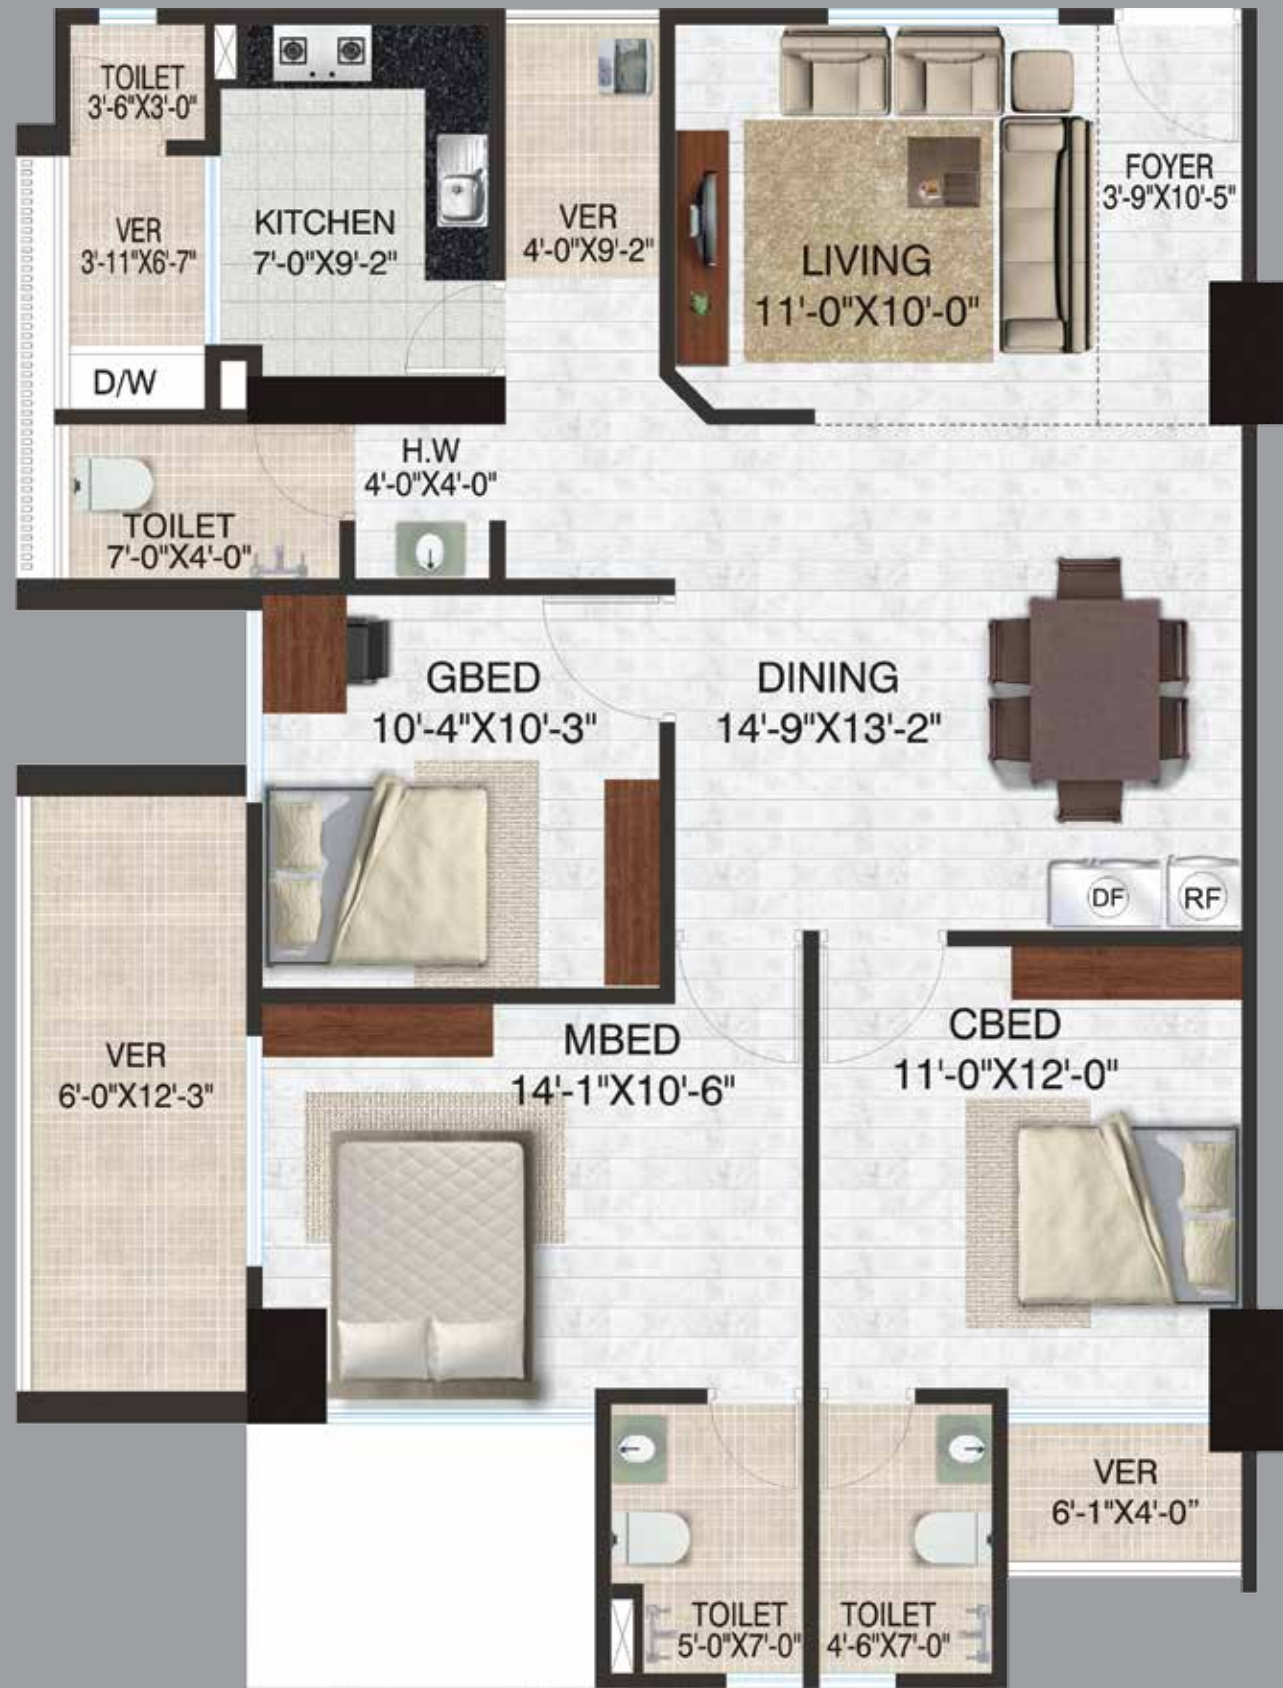 TOILET
3'-6"X3'-0"
VER
3'-11"X6'-7"
D/W
KITCHEN
7'-0"X9'-2"
VER
4'-0"X9'-2"
LIVING
11'-0"X10'-0"
FOYER
3'-9"X10'-5"
H.W
4'-0"X4'-0"
TOILET
7'-0"X4'-0"
GBED
10'-4"X10'-3"
DINING
14'-9"X13'-2"
DF
RF
VER
6'-0"X12'-3"
MBED
14'-1"X10'-6"
CBED
11'-0"X12'-0"
VER
6'-1"X4'-0”
TOILET
5'-0"X7'-0"
TOILET
4'-6"X7'-0"